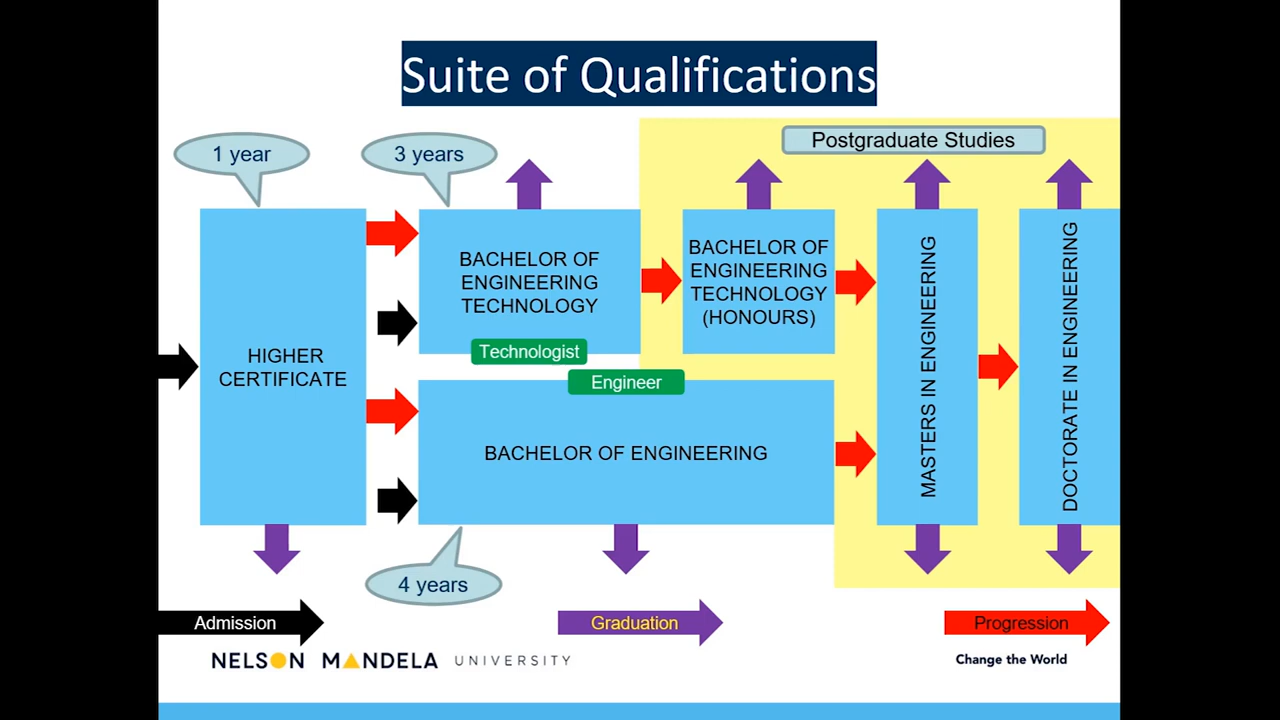 Suite of Qualifications
Postgraduate Studies
1 year
3 years
HIGHER
CERTIFICATE
BACHELOR OF
ENGINEERING
TECHNOLOGY
Technologist
BACHELOR OF
ENGINEERING
TECHNOLOGY
(HONOURS)
Engineer
BACHELOR OF ENGINEERING
MASTERS IN ENGINEERING
DOCTORATE IN ENGINEERING
4 years
Admission
Graduation
Progression
NELSON MANDELA UNIVERSITY
Change the World